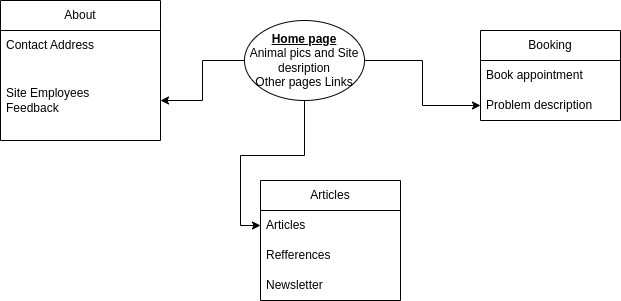 About
Contact Address
Site Employees
Feedback
Home page
Animal pics and Site
desription
Other pages Links
Booking
Book appointment
Problem description
Articles
Articles
Refferences
Newsletter